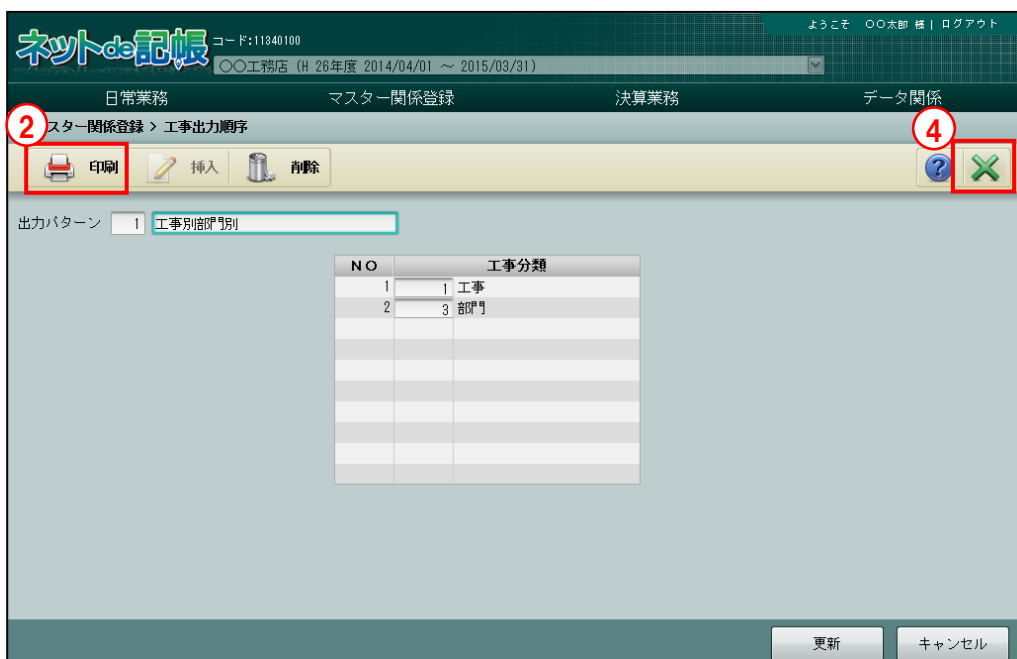 ようこそ ○○太郎 様 | ログアウト
ネットde記帳 コード:11340100
○○工務店 (H 26年度 2014/04/01 ~ 2015/03/31)
日常業務 マスター関係登録 決算業務 データ関係
2 スター関係登録 > 工事出力順序 4
印刷 挿入 削除 ?
出力パターン 1 工事別部門別
NO 工事分類
1 1 工事
2 3 部門
更新 キャンセル